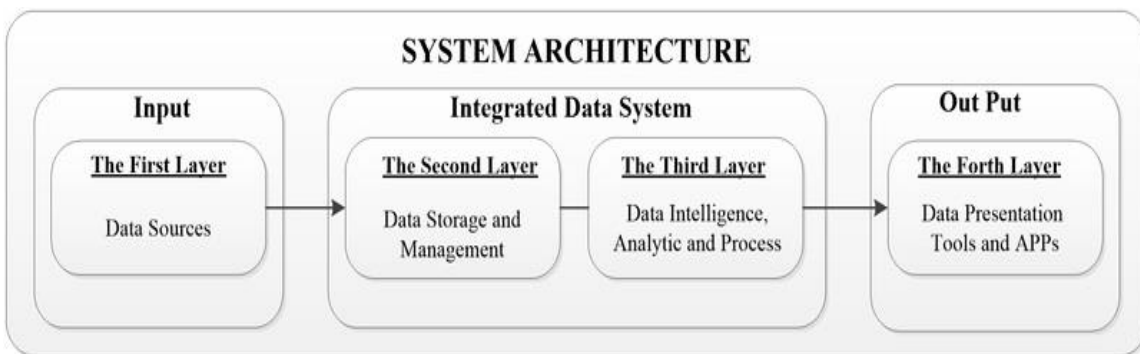 SYSTEM ARCHITECTURE
Input
The First Layer
Data Sources
Integrated Data System
The Second Layer
Data Storage and
Management
The Third Layer
Data Intelligence,
Analytic and Process
Out Put
The Forth Layer
Data Presentation
Tools and APPs